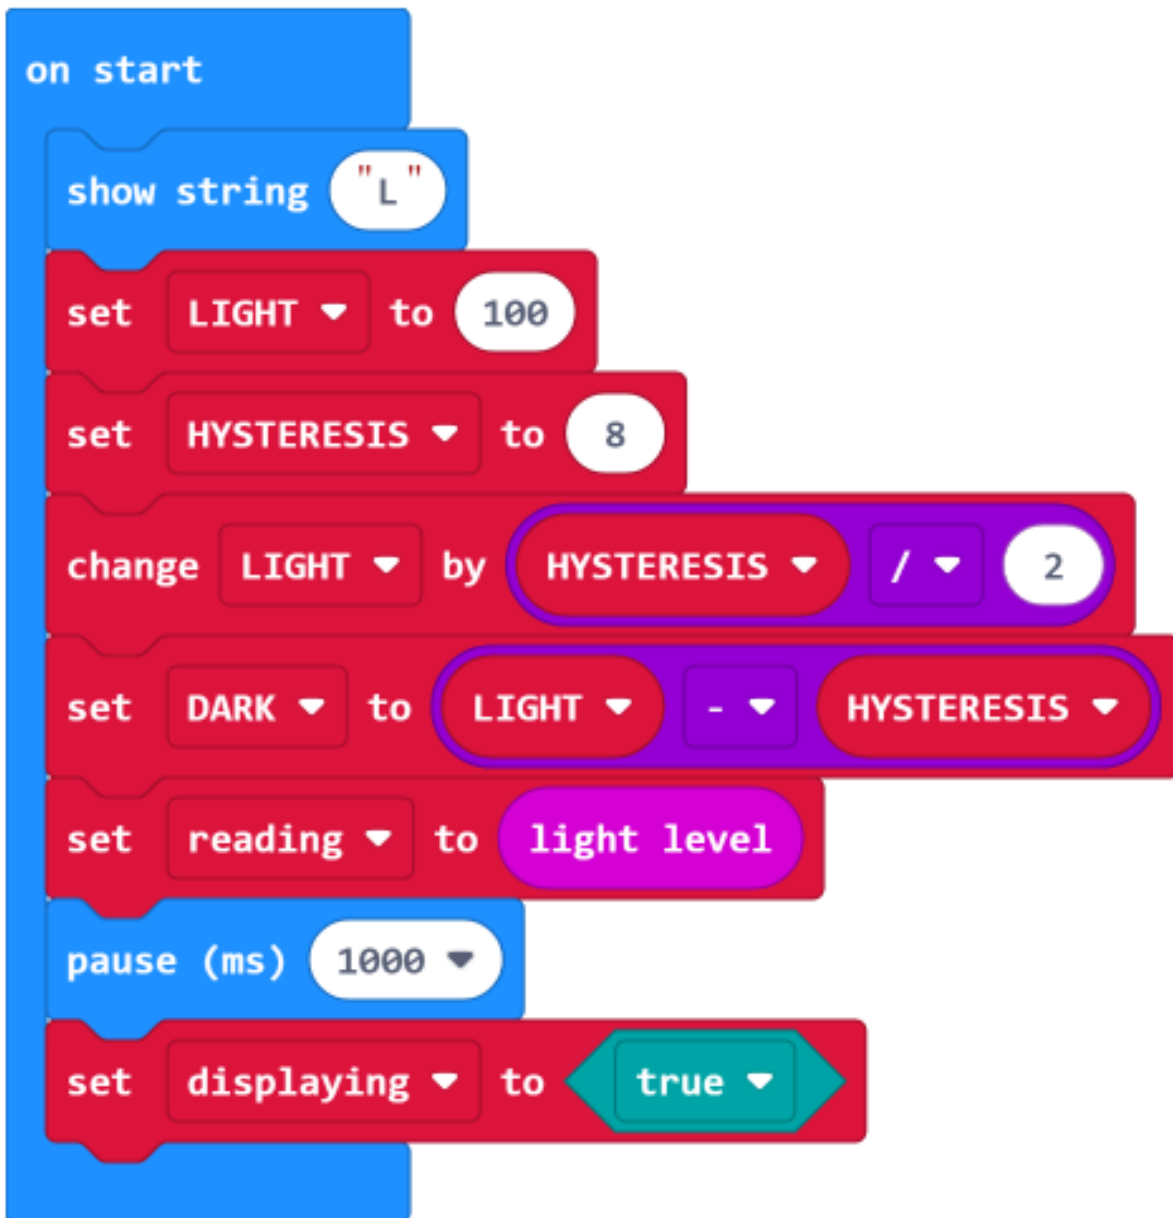 on start
show string "L"
set LIGHT to 100
set HYSTERESIS to 8
change LIGHT by HYSTERESIS / 2
set DARK to LIGHT - HYSTERESIS
set reading to light level
pause (ms) 1000
set displaying to true